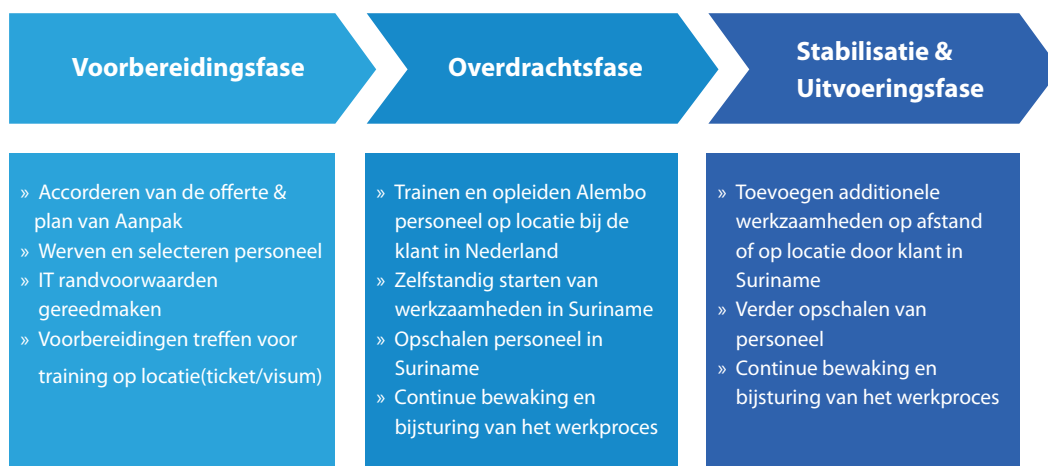 Voorbereidingsfase
Overdrachtsfase
Stabilisatie &
Uitvoeringsfase
» Accorderen van de offerte &
plan van Aanpak
» Werven en selecteren personeel
» IT randvoorwaarden
gereedmaken
» Voorbereidingen treffen voor
training op locatie(ticket/visum)
» Trainen en opleiden Alembo
personeel op locatie bij de
klant in Nederland
» Zelfstandig starten van
werkzaamheden in Suriname
» Opschalen personeel in
Suriname
» Continue bewaking en
bijsturing van het werkproces
» Toevoegen additionele
werkzaamheden op afstand
of op locatie door klant in
Suriname
» Verder opschalen van
personeel
» Continue bewaking en
bijsturing van het werkproces